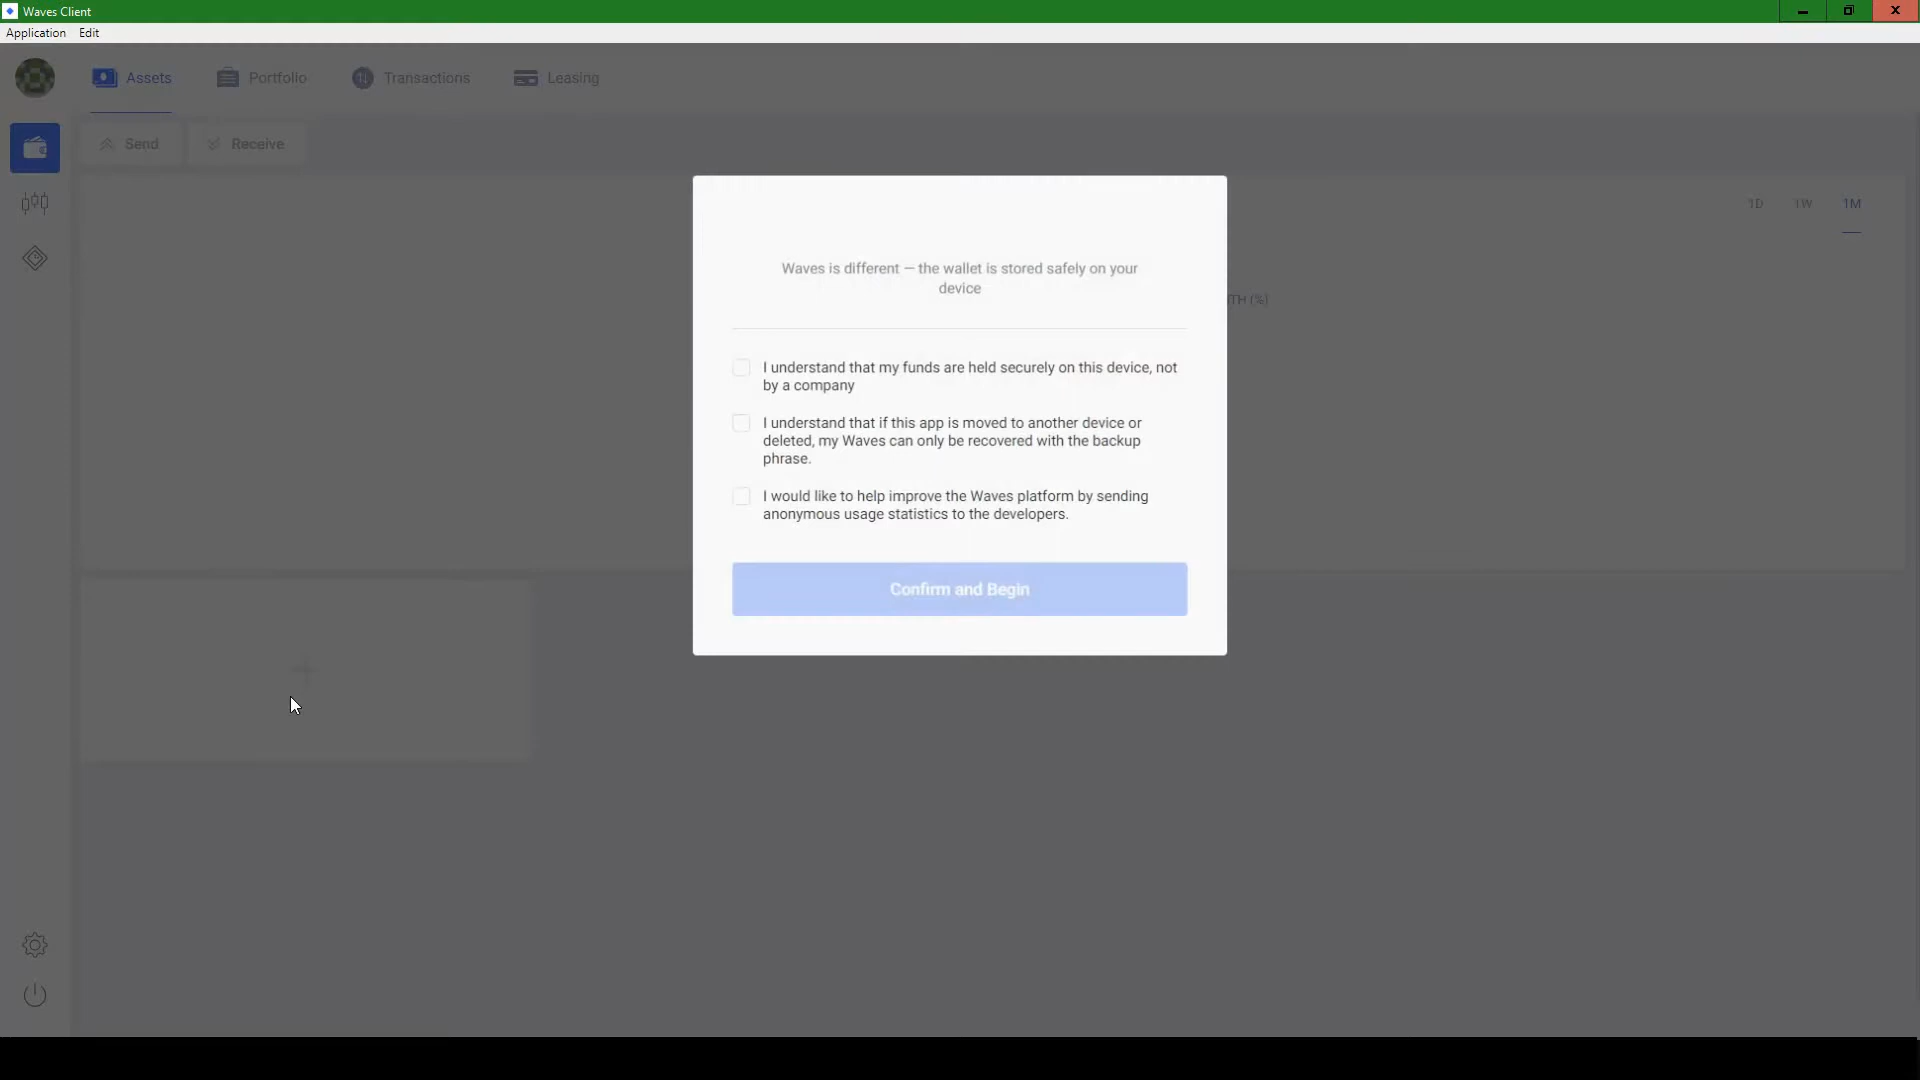 Waves Client
Application Edit
Assets Portfolio Transactions Leasing
Send Receive
1D 1W 1M
Waves is different — the wallet is stored safely on your
device
TH (%)
I understand that my funds are held securely on this device, not
by a company
I understand that if this app is moved to another device or
deleted, my Waves can only be recovered with the backup
phrase.
I would like to help improve the Waves platform by sending
anonymous usage statistics to the developers.
Confirm and Begin